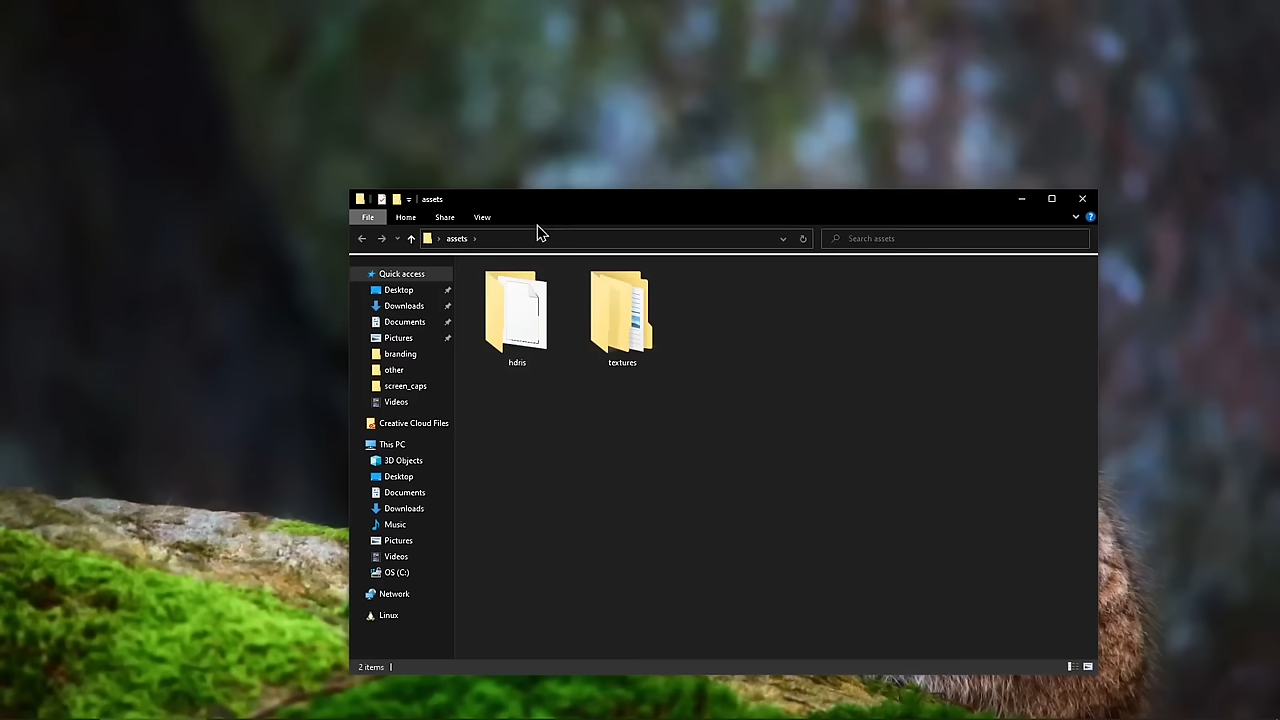 assets
File Home Share View
assets
Search assets
Quick access
Desktop
Downloads
Documents
Pictures
branding
other
screen_caps
Videos
Creative Cloud Files
This PC
3D Objects
Desktop
Documents
Downloads
Music
Pictures
Videos
OS (C:)
Network
Linux
hdris
textures
2 items